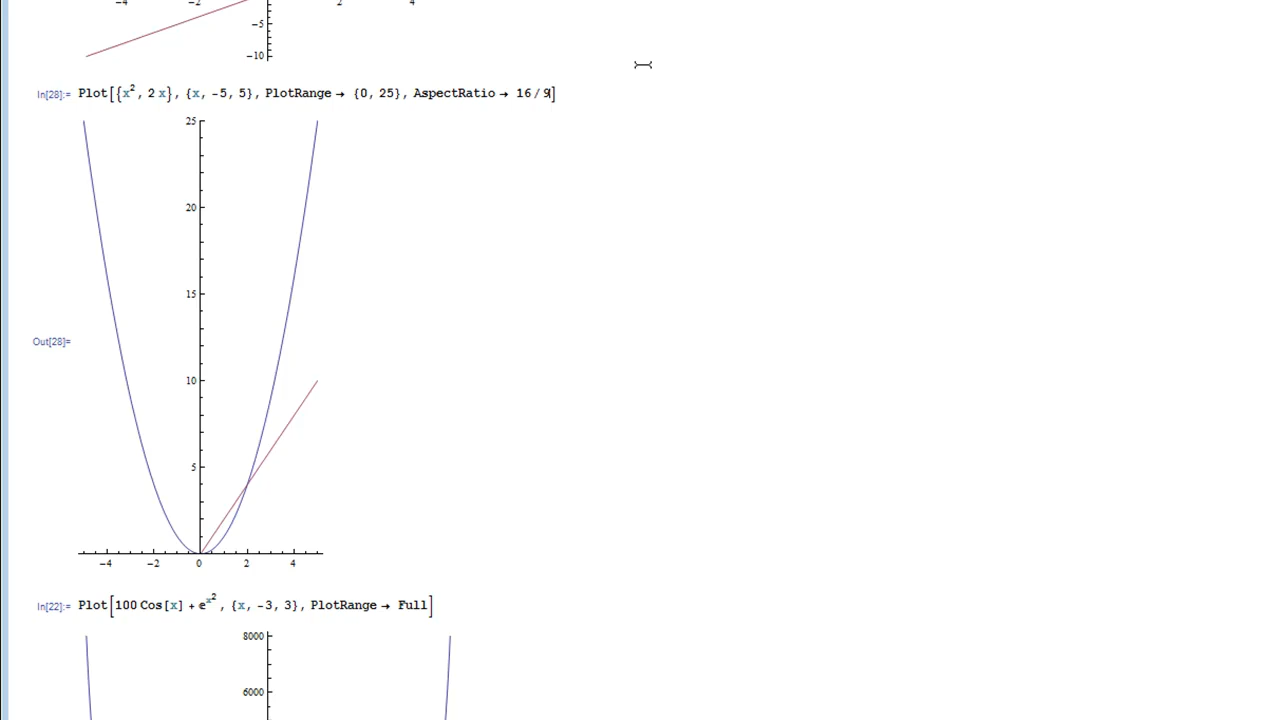 −4 −2 2 4
−5
−10
In[28]:= Plot[{x², 2 x}, {x, −5, 5}, PlotRange → {0, 25}, AspectRatio → 16 / 9]
25
20
15
Out[28]=
10
5
−4 −2 0 2 4
In[22]:= Plot[100 Cos[x] + e^x², {x, −3, 3}, PlotRange → Full]
8000
6000